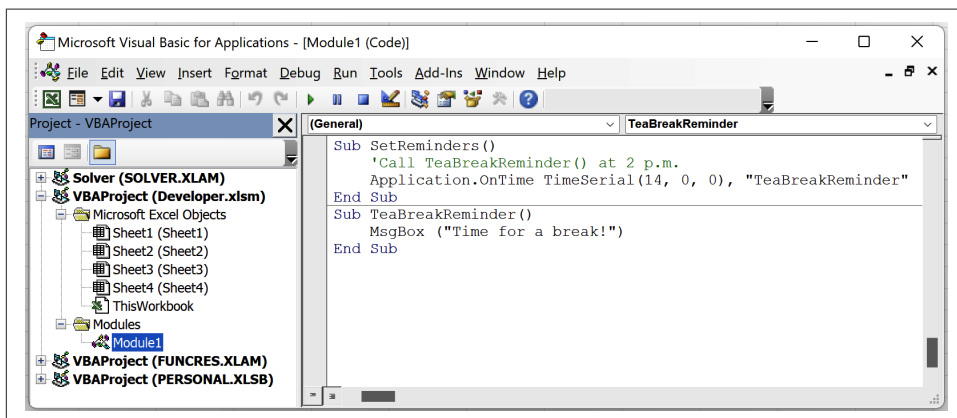 Microsoft Visual Basic for Applications - [Module1 (Code)]
File Edit View Insert Format Debug Run Tools Add-Ins Window Help
Project - VBAProject
Solver (SOLVER.XLAM)
VBAProject (Developer.xlsm)
Microsoft Excel Objects
Sheet1 (Sheet1)
Sheet2 (Sheet2)
Sheet3 (Sheet3)
Sheet4 (Sheet4)
ThisWorkbook
Modules
Module1
VBAProject (FUNCRES.XLAM)
VBAProject (PERSONAL.XLSB)
(General)
TeaBreakReminder
Sub SetReminders()
'Call TeaBreakReminder() at 2 p.m.
Application.OnTime TimeSerial(14, 0, 0), "TeaBreakReminder"
End Sub
Sub TeaBreakReminder()
MsgBox ("Time for a break!")
End Sub